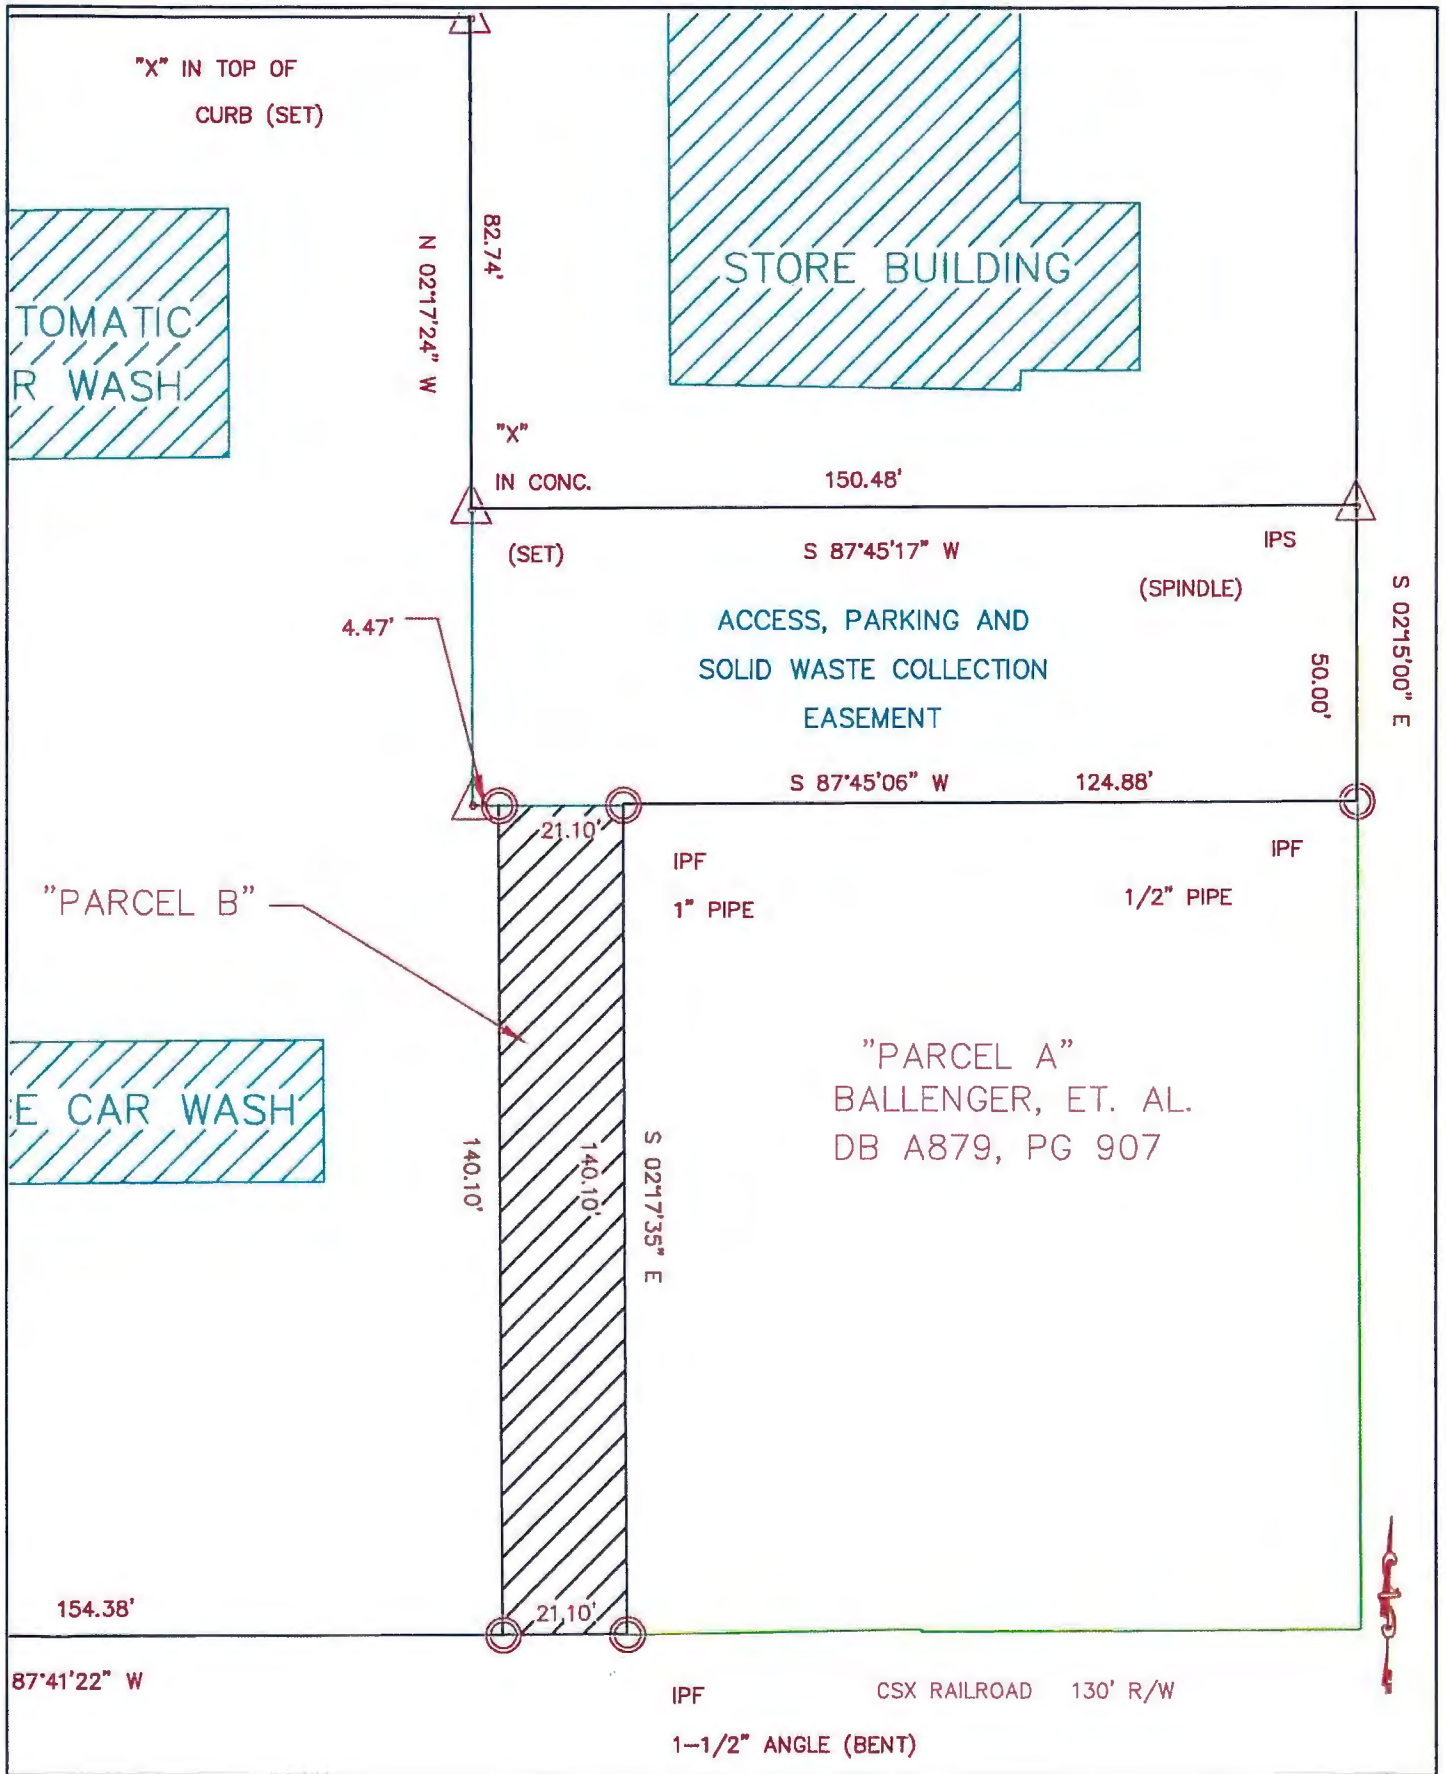 "X" IN TOP OF
CURB (SET)
N 02°17'24" W
82.74'
STORE BUILDING
TOMATIC
R WASH
"X"
IN CONC.
150.48'
(SET)
S 87°45'17" W
IPS
(SPINDLE)
S 02°15'00" E
4.47'
ACCESS, PARKING AND
SOLID WASTE COLLECTION
EASEMENT
50.00'
S 87°45'06" W
124.88'
21.10'
IPF
1" PIPE
IPF
1/2" PIPE
"PARCEL B"
"PARCEL A"
BALLENGER, ET. AL.
DB A879, PG 907
E CAR WASH
140.10'
140.10'
S 02°17'35" E
154.38'
21.10'
87°41'22" W
IPF
1-1/2" ANGLE (BENT)
CSX RAILROAD 130' R/W